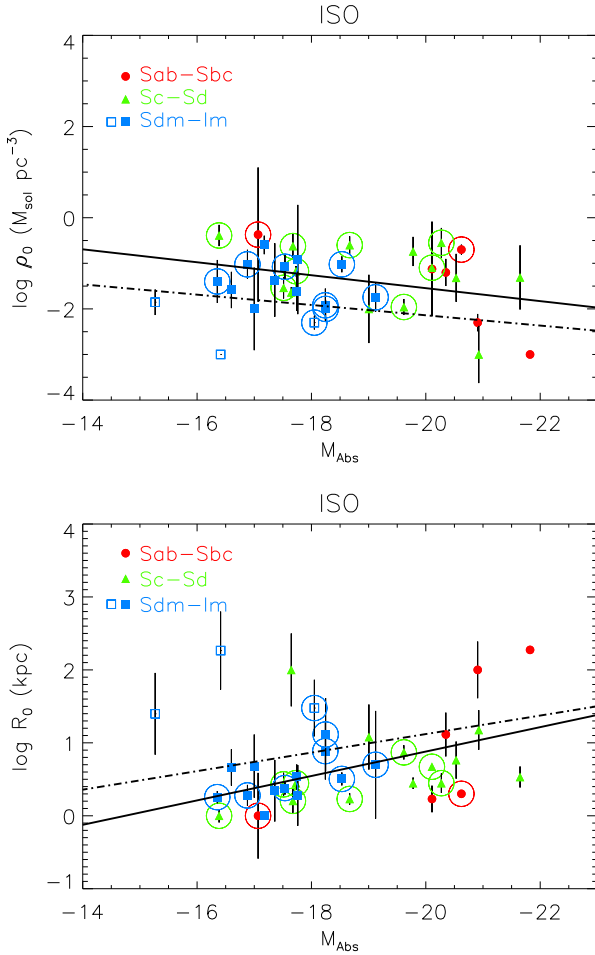 ISO
4
2
0
−2
−4
log ρ0 (Msol pc−3)
Sab−Sbc
Sc−Sd
Sdm−Im
−14 −16 −18 −20 −22
MAbs
ISO
4
3
2
1
0
−1
log R0 (kpc)
Sab−Sbc
Sc−Sd
Sdm−Im
−14 −16 −18 −20 −22
MAbs